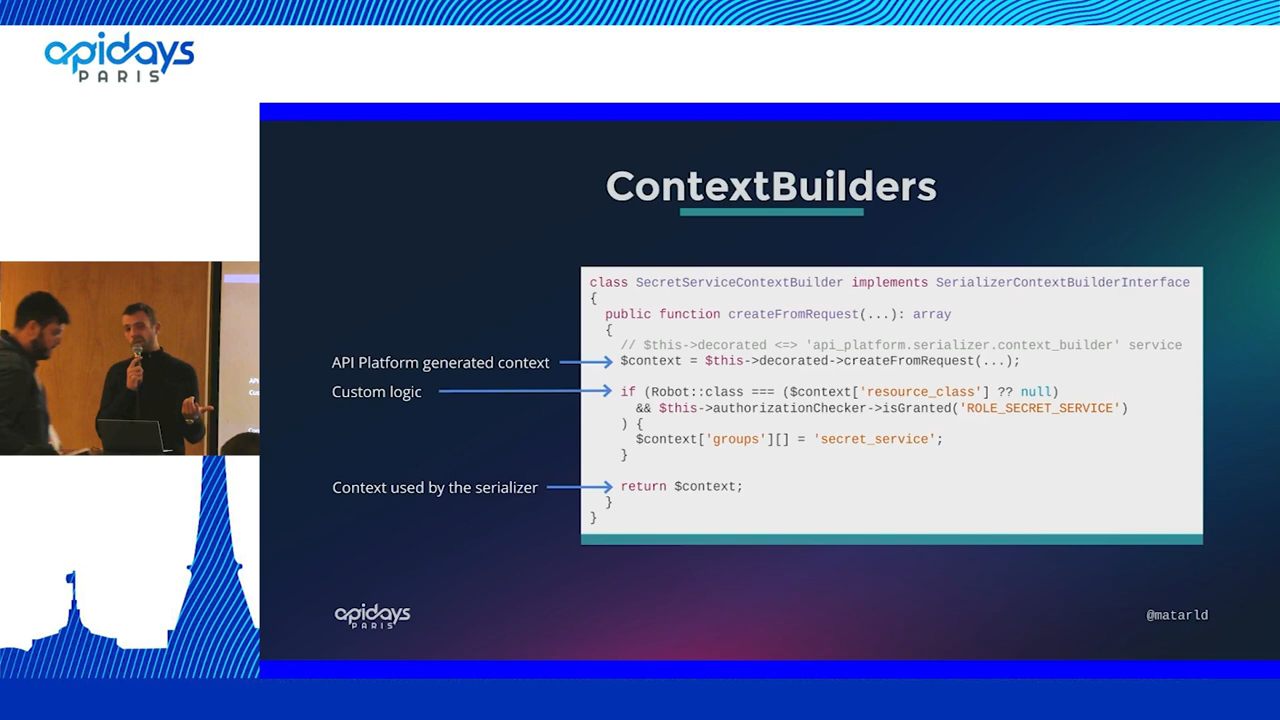 apidays
PARIS
ContextBuilders
class SecretServiceContextBuilder implements SerializerContextBuilderInterface
{
public function createFromRequest(...): array
{
// $this->decorated <=> 'api_platform.serializer.context_builder' service
API Platform generated context
$context = $this->decorated->createFromRequest(...);
Custom logic
if (Robot::class === ($context['resource_class'] ?? null)
&& $this->authorizationChecker->isGranted('ROLE_SECRET_SERVICE')
) {
$context['groups'][] = 'secret_service';
}
Context used by the serializer
return $context;
}
}
apidays
PARIS
@matarld